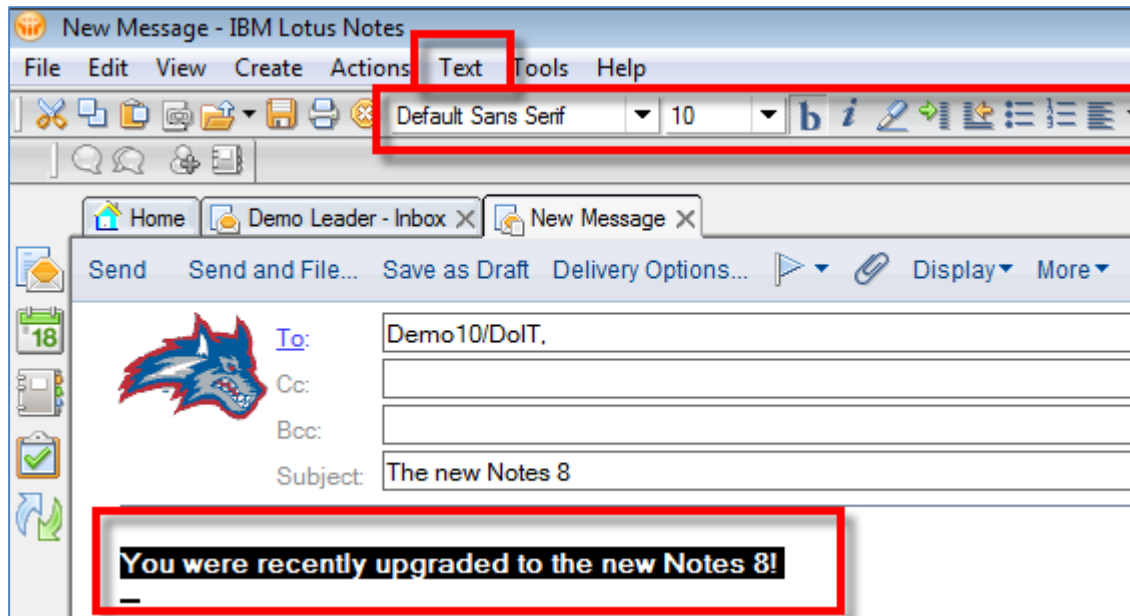 New Message - IBM Lotus Notes
File Edit View Create Actions Text Tools Help
Default Sans Serif 10 b i
Home Demo Leader - Inbox New Message
Send Send and File... Save as Draft Delivery Options... Display More
18
To: Demo10/DoIT,
Cc:
Bcc:
Subject: The new Notes 8
You were recently upgraded to the new Notes 8!